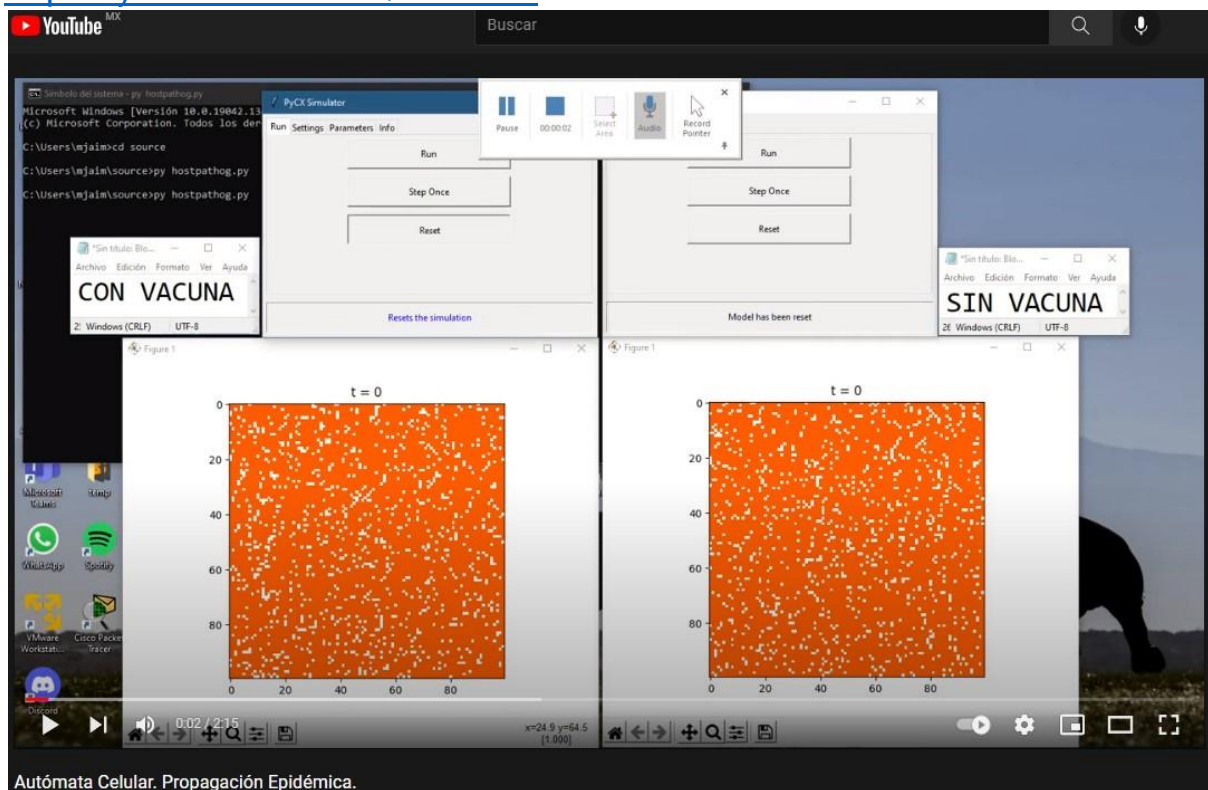 YouTube MX
Buscar
Símbolo del sistema - py hostpathog.py
Microsoft Windows [Versión 10.0.19042.13
(c) Microsoft Corporation. Todos los der
C:\Users\mjaim>cd source
C:\Users\mjaim\source>py hostpathog.py
C:\Users\mjaim\source>py hostpathog.py
PyCX Simulator
Run Settings Parameters Info
Run
Step Once
Reset
Resets the simulation
Pause
00:00:02
Select Area
Audio
Record Pointer
Run
Step Once
Reset
Model has been reset
*Sin título: Blo...
Archivo Edición Formato Ver Ayuda
CON VACUNA
Windows (CRLF) UTF-8
*Sin título: Blo...
Archivo Edición Formato Ver Ayuda
SIN VACUNA
Windows (CRLF) UTF-8
Figure 1
t = 0
0
20
40
60
80
0 20 40 60 80
x=24.9 y=64.5
[1.000]
Figure 1
t = 0
0
20
40
60
80
0 20 40 60 80
Microsoft Teams
temp
WhatsApp
Spotify
VMware Workstati...
Cisco Packet Tracer
Discord
0:02 / 2:15
Autómata Celular. Propagación Epidémica.